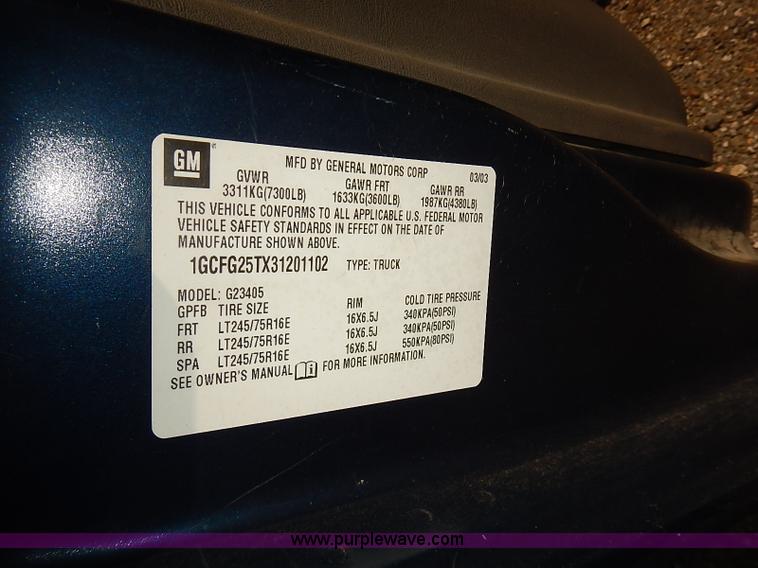 GM
MFD BY GENERAL MOTORS CORP 03/03
GVWR GAWR FRT GAWR RR
3311KG(7300LB) 1633KG(3600LB) 1987KG(4380LB)
THIS VEHICLE CONFORMS TO ALL APPLICABLE U.S. FEDERAL MOTOR
VEHICLE SAFETY STANDARDS IN EFFECT ON THE DATE OF
MANUFACTURE SHOWN ABOVE.
1GCFG25TX31201102 TYPE: TRUCK
MODEL: G23405
GPFB TIRE SIZE RIM COLD TIRE PRESSURE
FRT LT245/75R16E 16X6.5J 340KPA(50PSI)
RR LT245/75R16E 16X6.5J 340KPA(50PSI)
SPA LT245/75R16E 16X6.5J 550KPA(80PSI)
SEE OWNER'S MANUAL FOR MORE INFORMATION.
www.purplewave.com